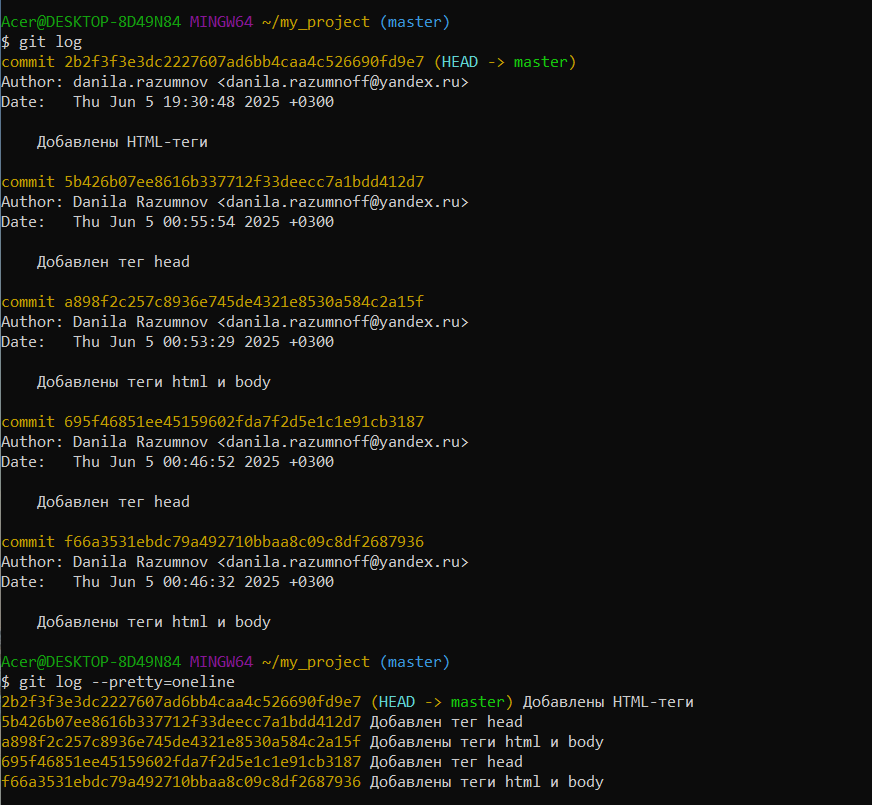 Acer@DESKTOP-8D49N84 MINGW64 ~/my_project (master)
$ git log
commit 2b2f3f3e3dc2227607ad6bb4caa4c526690fd9e7 (HEAD -> master)
Author: danila.razumnov <danila.razumnoff@yandex.ru>
Date:   Thu Jun 5 19:30:48 2025 +0300
Добавлены HTML-теги
commit 5b426b07ee8616b337712f33deecc7a1bdd412d7
Author: Danila Razumnov <danila.razumnoff@yandex.ru>
Date:   Thu Jun 5 00:55:54 2025 +0300
Добавлен тег head
commit a898f2c257c8936e745de4321e8530a584c2a15f
Author: Danila Razumnov <danila.razumnoff@yandex.ru>
Date:   Thu Jun 5 00:53:29 2025 +0300
Добавлены теги html и body
commit 695f46851ee45159602fda7f2d5e1c1e91cb3187
Author: Danila Razumnov <danila.razumnoff@yandex.ru>
Date:   Thu Jun 5 00:46:52 2025 +0300
Добавлен тег head
commit f66a3531ebdc79a492710bbaa8c09c8df2687936
Author: Danila Razumnov <danila.razumnoff@yandex.ru>
Date:   Thu Jun 5 00:46:32 2025 +0300
Добавлены теги html и body
Acer@DESKTOP-8D49N84 MINGW64 ~/my_project (master)
$ git log --pretty=oneline
2b2f3f3e3dc2227607ad6bb4caa4c526690fd9e7 (HEAD -> master) Добавлены HTML-теги
5b426b07ee8616b337712f33deecc7a1bdd412d7 Добавлен тег head
a898f2c257c8936e745de4321e8530a584c2a15f Добавлены теги html и body
695f46851ee45159602fda7f2d5e1c1e91cb3187 Добавлен тег head
f66a3531ebdc79a492710bbaa8c09c8df2687936 Добавлены теги html и body